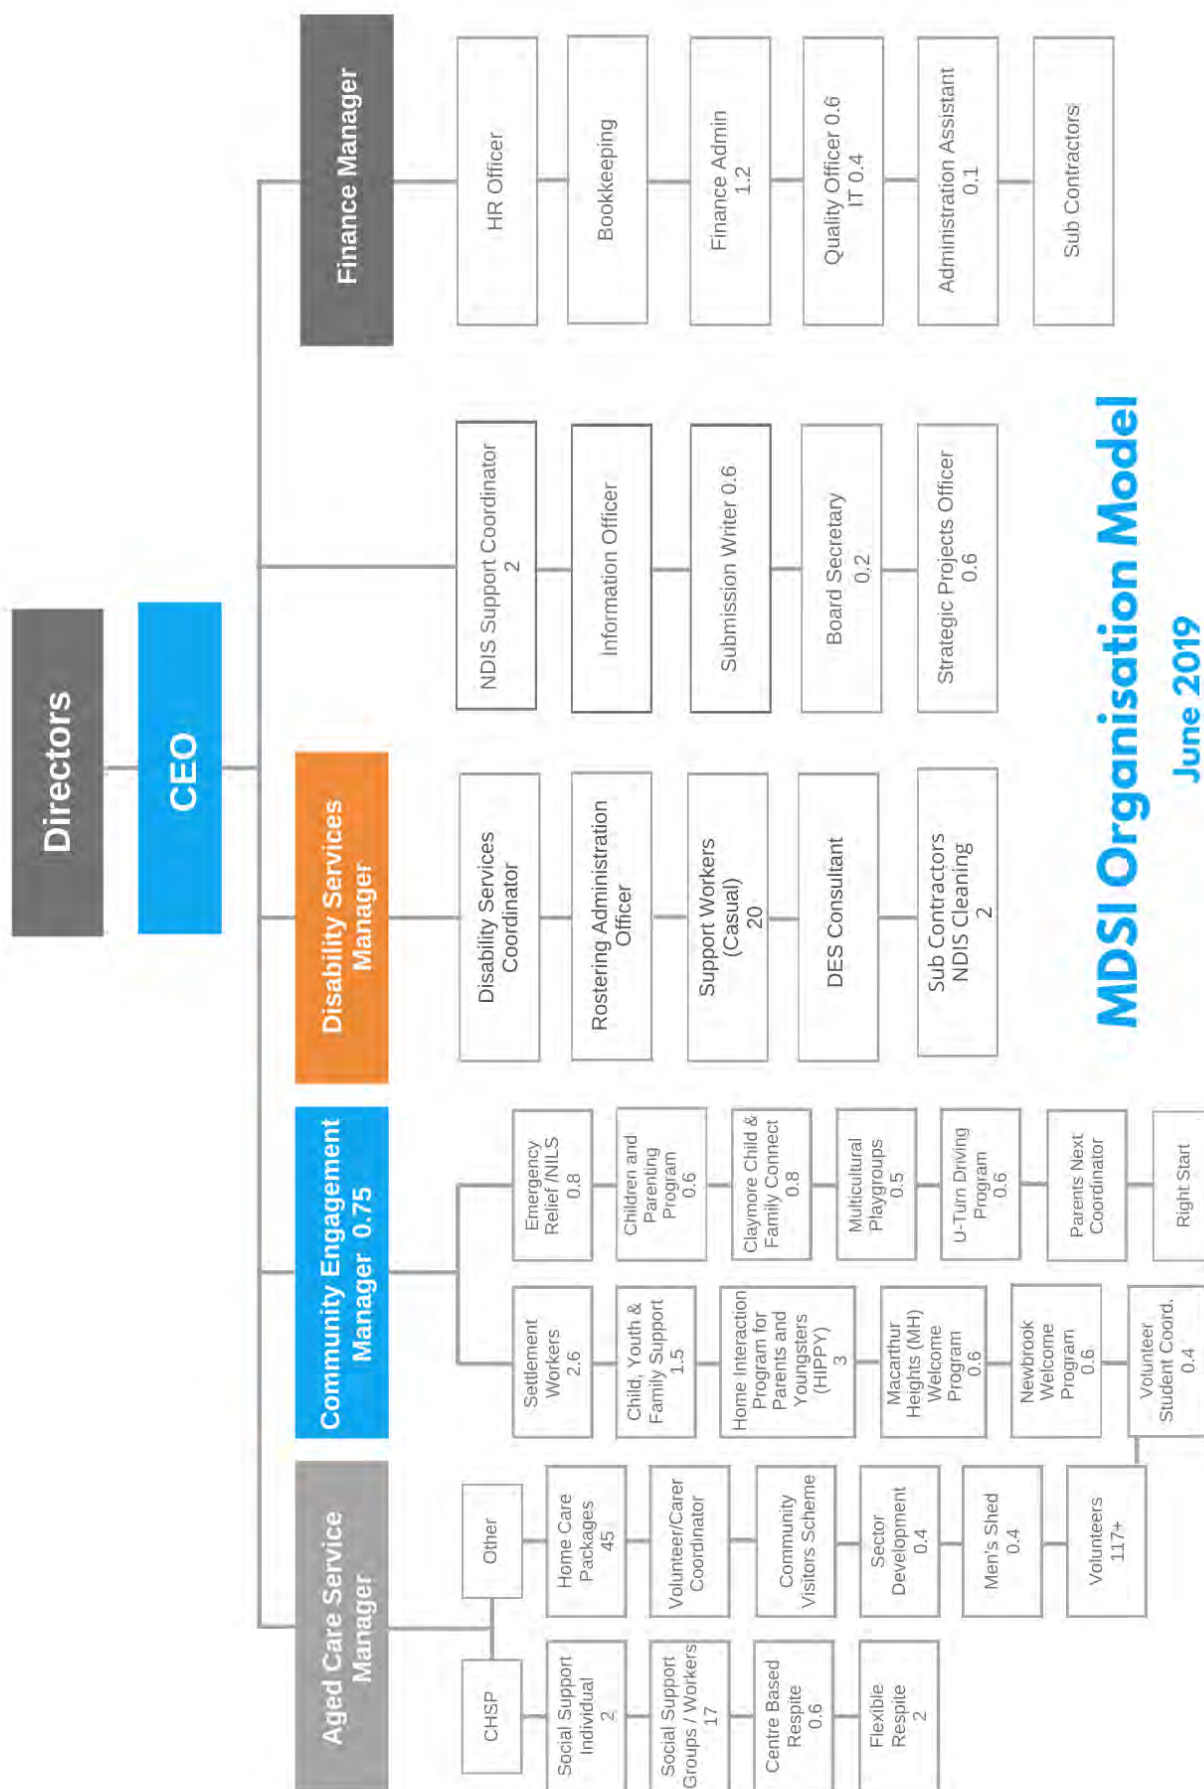 Directors
CEO
Aged Care Service
Manager
CHSP
Social Support
Individual
2
Social Support
Groups / Workers
17
Centre Based
Respite
0.6
Flexible
Respite
2
Other
Home Care
Packages
45
Volunteer/Carer
Coordinator
Community
Visitors Scheme
Sector
Development
0.4
Men's Shed
0.4
Volunteers
117+
Community Engagement
Manager 0.75
Settlement
Workers
2.6
Child, Youth &
Family Support
1.5
Home Interaction
Program for
Parents and
Youngsters
(HIPPY)
3
Macarthur
Heights (MH)
Welcome
Program
0.6
Newbrook
Welcome
Program
0.6
Volunteer
Student Coord.
0.4
Emergency
Relief /NILS
0.8
Children and
Parenting
Program
0.6
Claymore Child &
Family Connect
0.8
Multicultural
Playgroups
0.5
U-Turn Driving
Program
0.6
Parents Next
Coordinator
Right Start
Disability Services
Manager
Disability Services
Coordinator
Rostering Administration
Officer
Support Workers
(Casual)
20
DES Consultant
Sub Contractors
NDIS Cleaning
2
NDIS Support Coordinator
2
Information Officer
Submission Writer 0.6
Board Secretary
0.2
Strategic Projects Officer
0.6
Finance Manager
HR Officer
Bookkeeping
Finance Admin
1.2
Quality Officer 0.6
IT 0.4
Administration Assistant
0.1
Sub Contractors
MDSI Organisation Model
June 2019